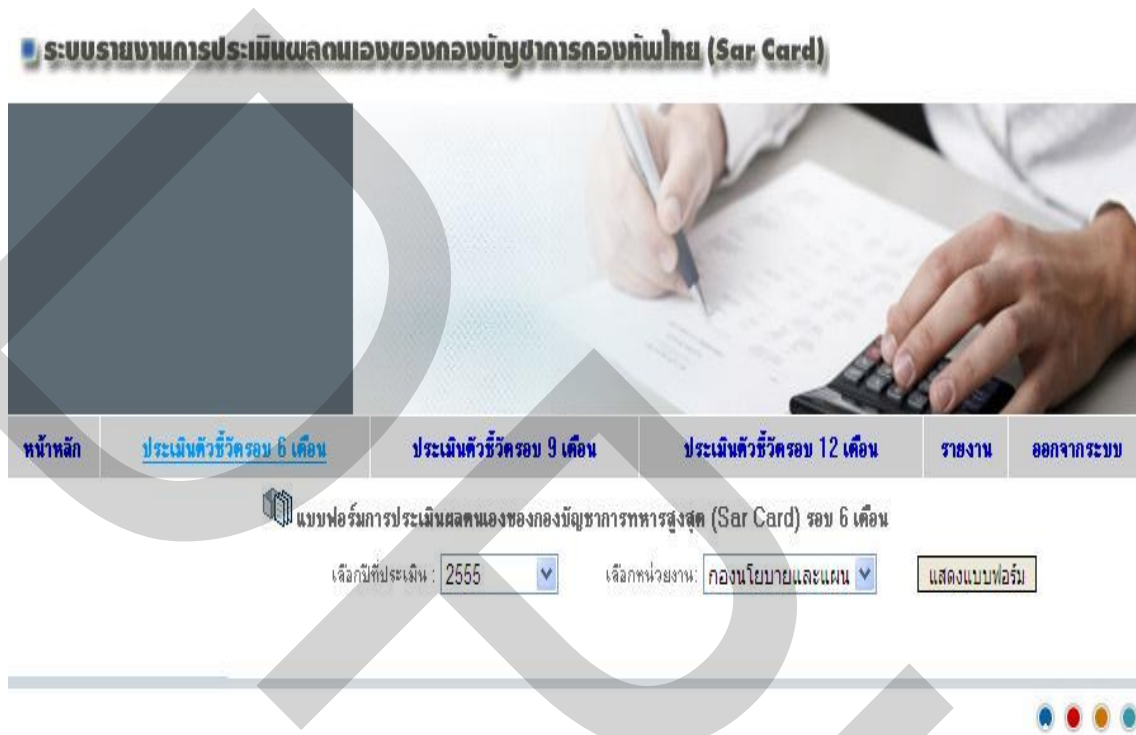 ระบบรายงานการประเมินผลตนเองของกองบัญชาการกองทัพไทย (Sar Card)
หน้าหลัก ประเมินตัวชี้วัดรอบ 6 เดือน ประเมินตัวชี้วัดรอบ 9 เดือน ประเมินตัวชี้วัดรอบ 12 เดือน รายงาน ออกจากระบบ
แบบฟอร์มการประเมินผลตนเองของกองบัญชาการทหารสูงสุด (Sar Card) รอบ 6 เดือน
เลือกปีที่ประเมิน : 2555 เลือกหน่วยงาน: กองนโยบายและแผน แสดงแบบฟอร์ม